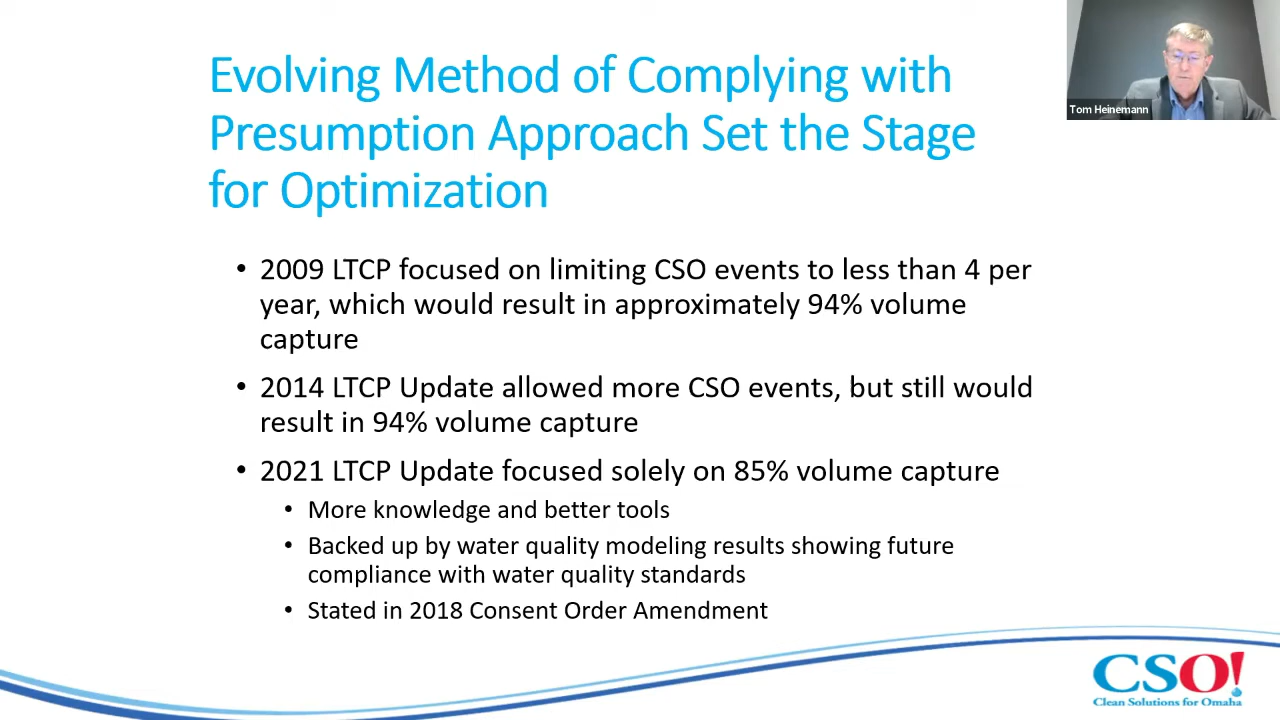 Evolving Method of Complying with
Presumption Approach Set the Stage
for Optimization
Tom Heinemann
• 2009 LTCP focused on limiting CSO events to less than 4 per
year, which would result in approximately 94% volume
capture
• 2014 LTCP Update allowed more CSO events, but still would
result in 94% volume capture
• 2021 LTCP Update focused solely on 85% volume capture
• More knowledge and better tools
• Backed up by water quality modeling results showing future
compliance with water quality standards
• Stated in 2018 Consent Order Amendment
CSO!
Clean Solutions for Omaha